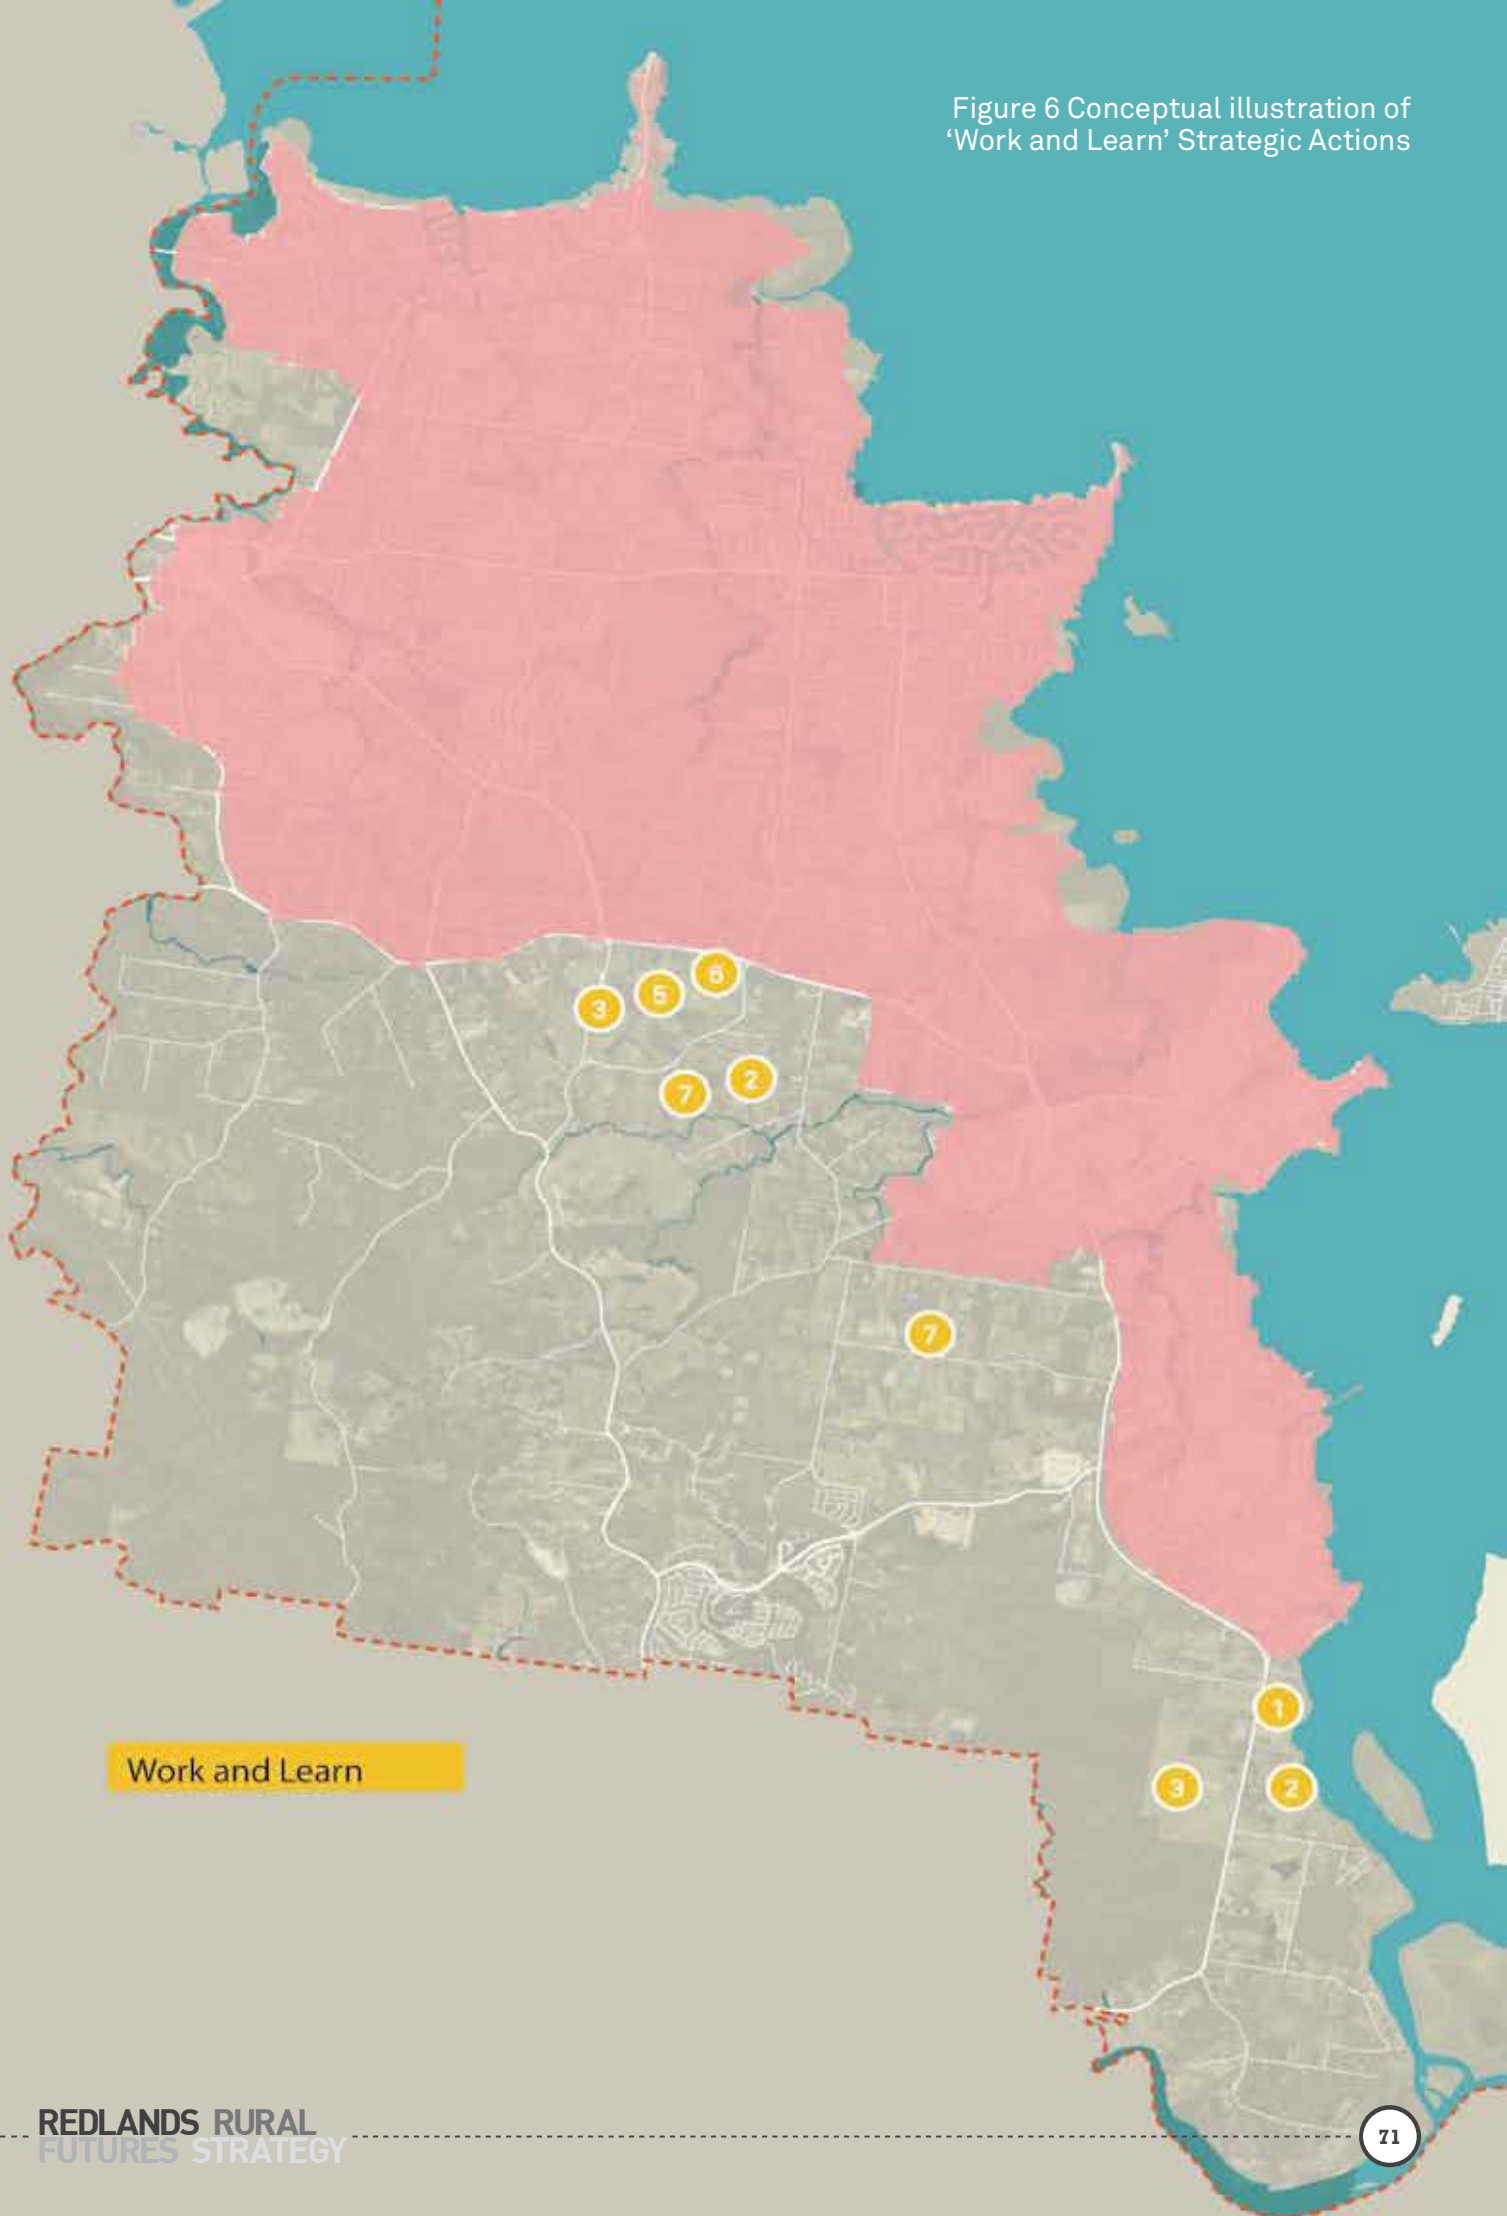 Figure 6 Conceptual illustration of
‘Work and Learn’ Strategic Actions
6
5
3
2
7
7
1
3
2
Work and Learn
REDLANDS RURAL
FUTURES STRATEGY
71